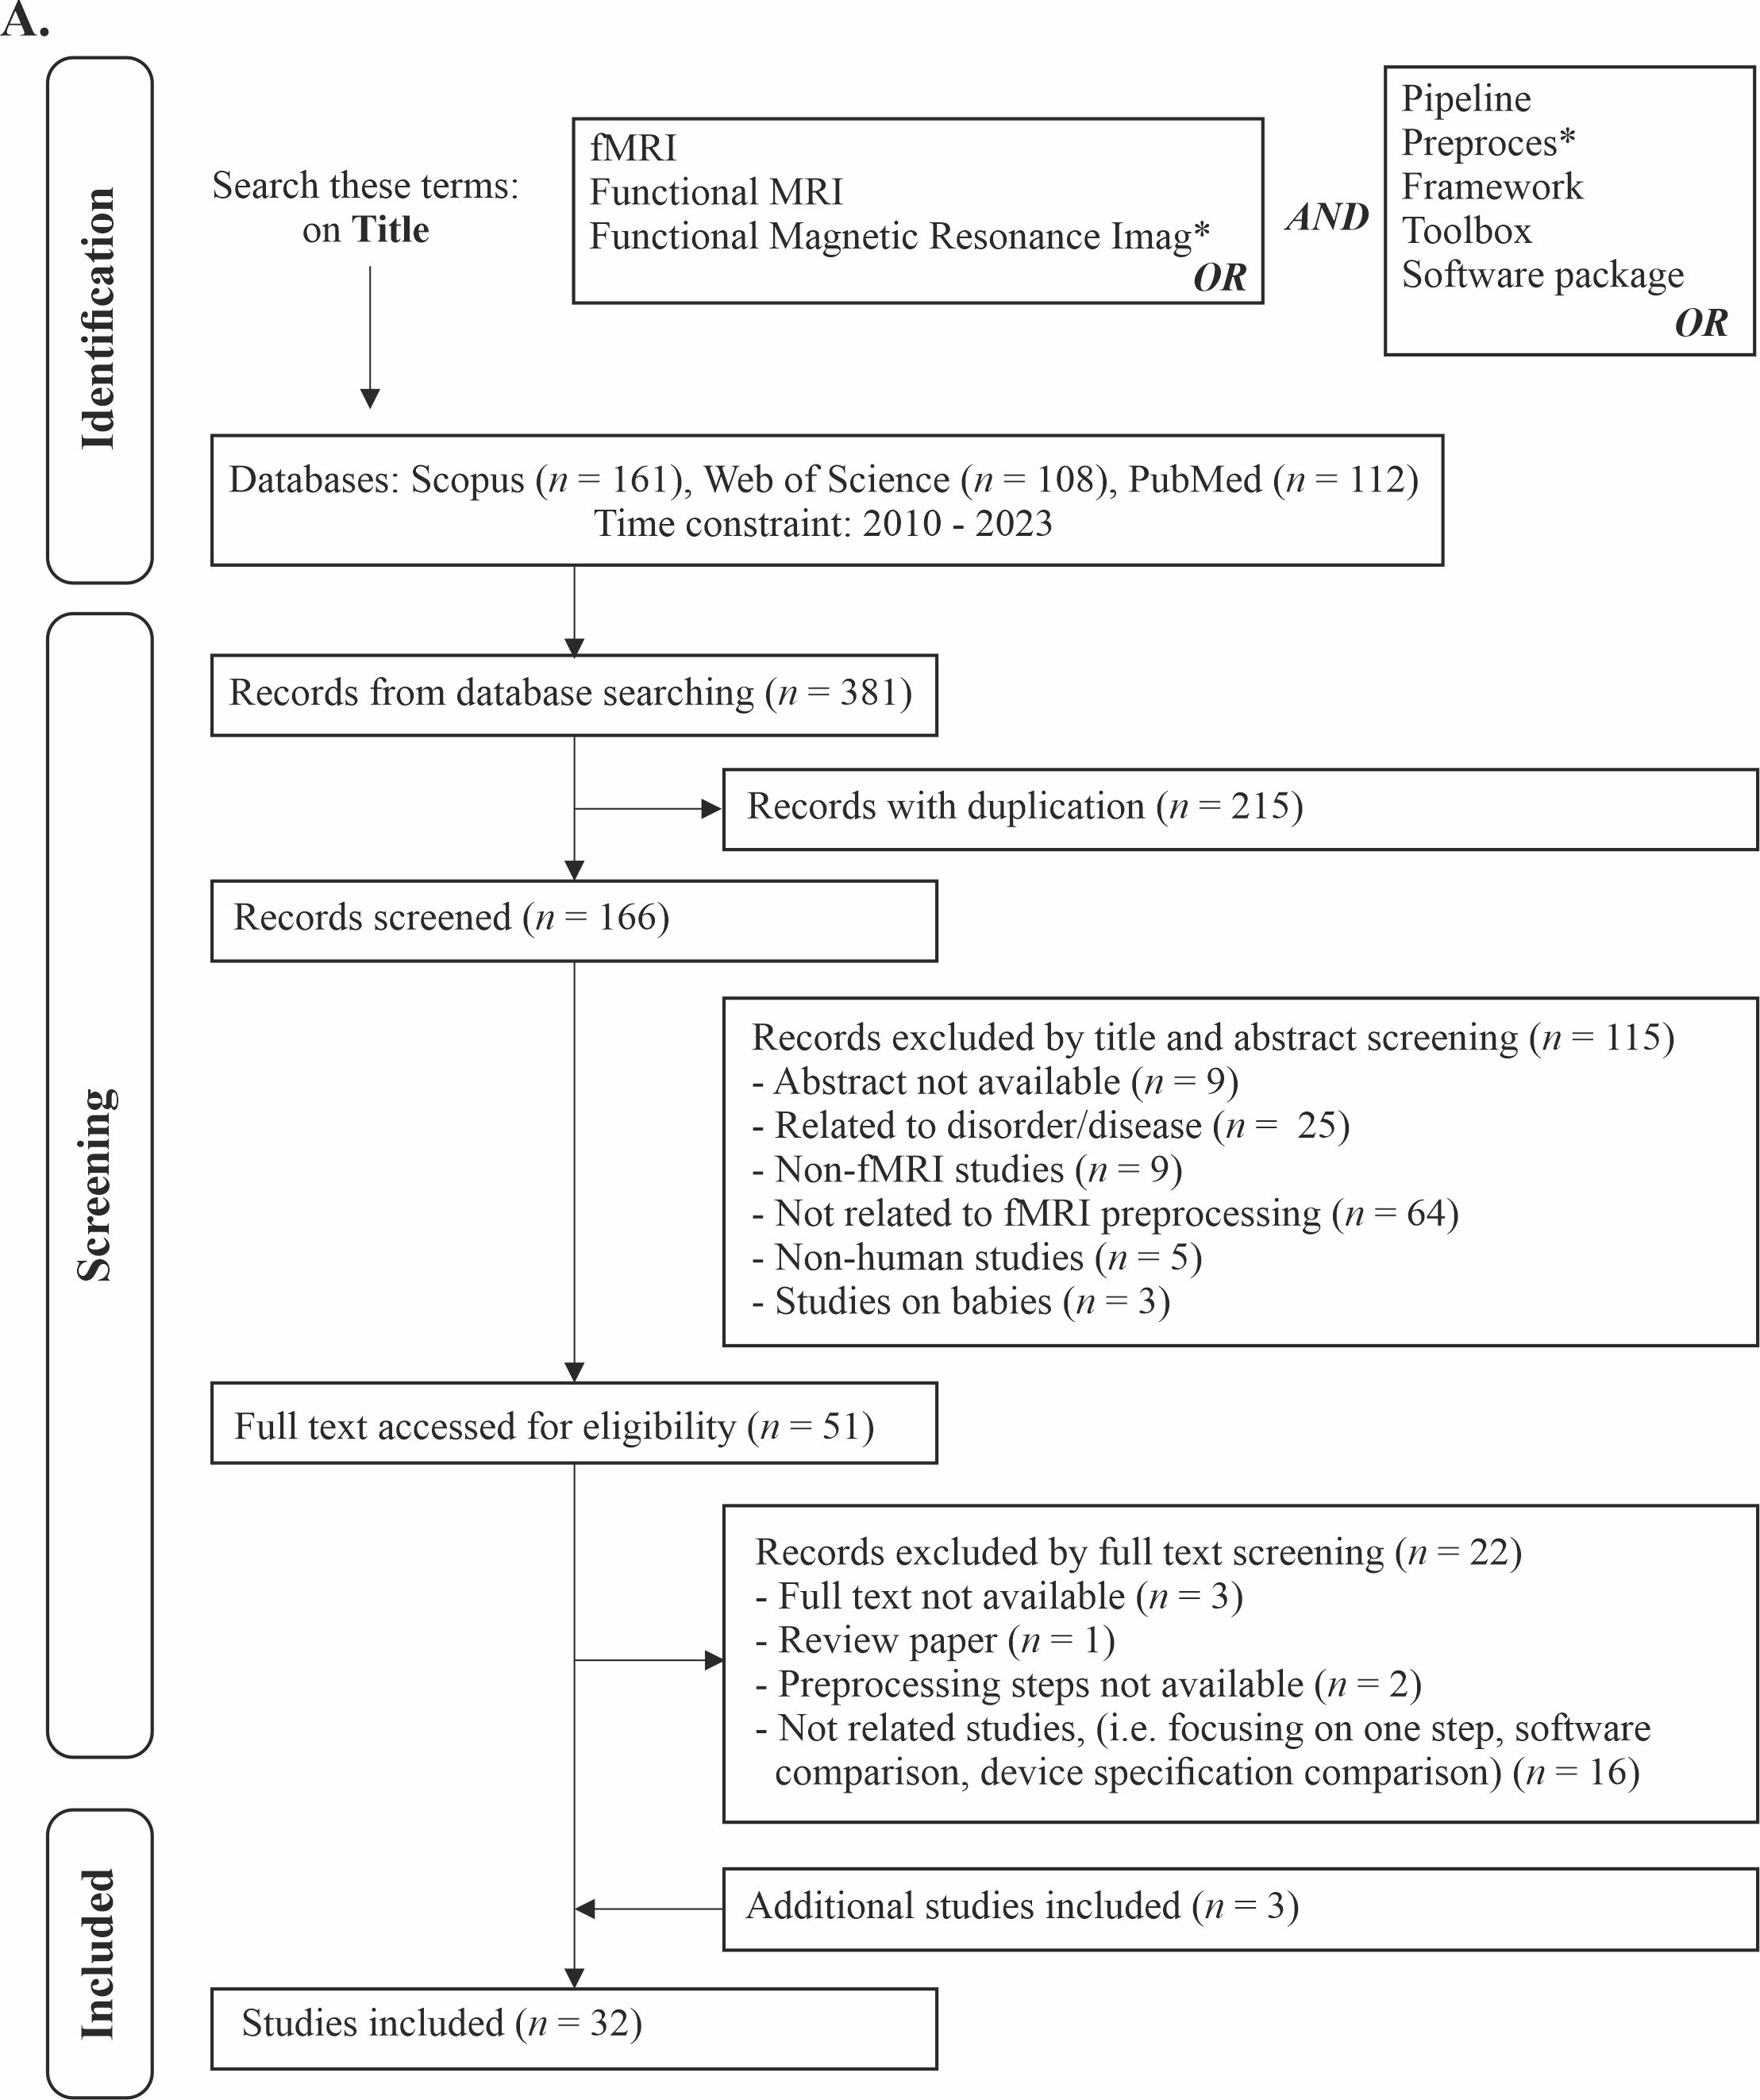 A.
Identification
Search these terms:
on Title
fMRI
Functional MRI
Functional Magnetic Resonance Imag*
OR
AND
Pipeline
Preproces*
Framework
Toolbox
Software package
OR
Databases: Scopus (n = 161), Web of Science (n = 108), PubMed (n = 112)
Time constraint: 2010 - 2023
Screening
Records from database searching (n = 381)
Records with duplication (n = 215)
Records screened (n = 166)
Records excluded by title and abstract screening (n = 115)
- Abstract not available (n = 9)
- Related to disorder/disease (n =  25)
- Non-fMRI studies (n = 9)
- Not related to fMRI preprocessing (n = 64)
- Non-human studies (n = 5)
- Studies on babies (n = 3)
Full text accessed for eligibility (n = 51)
Records excluded by full text screening (n = 22)
- Full text not available (n = 3)
- Review paper (n = 1)
- Preprocessing steps not available (n = 2)
- Not related studies, (i.e. focusing on one step, software
comparison, device specification comparison) (n = 16)
Included
Additional studies included (n = 3)
Studies included (n = 32)